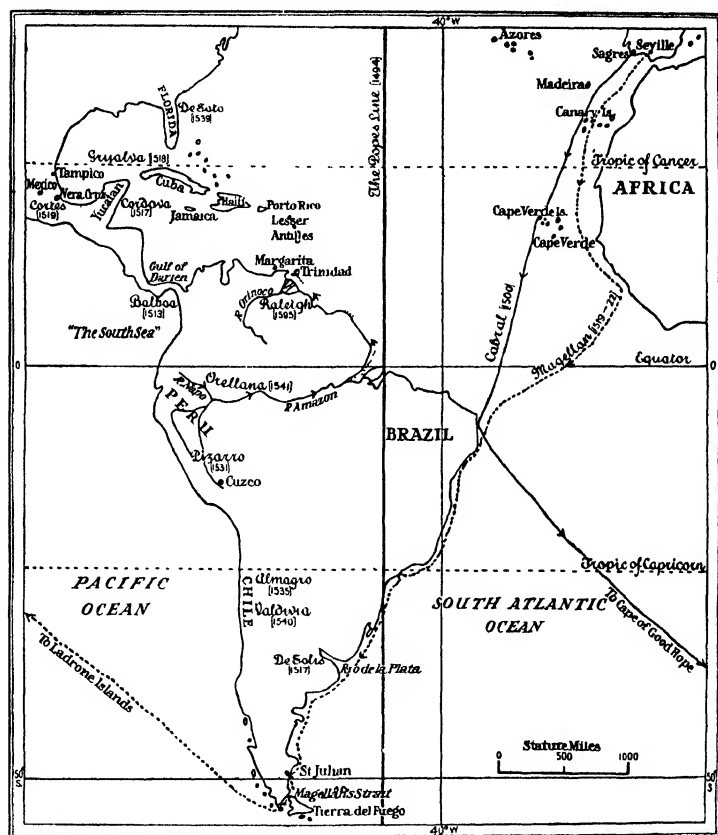 40°W
Azores
Sagres
Seville
Madeira
Canary Is.
The Popes Line (1494)
FLORIDA
De Soto
(1539)
Grijalva (1518)
Tropic of Cancer
AFRICA
Tampico
Mexico
Vera Cruz
Cortes
(1519)
Yucatan
Cuba
Cordova
(1517)
Jamaica
Haiti
Porto Rico
Lesser
Antilles
Cape Verde Is.
Cape Verde
Margarita
Trinidad
Gulf of
Darien
Balboa
(1513)
R. Orinoco
Raleigh
(1595)
"The South Sea"
Cabral (1500)
Magellan (1519-22)
0
Equator
0
R. Napo
Orellana (1541)
R. Amazon
PERU
BRAZIL
Pizarro
(1531)
Cuzco
Tropic of Capricorn
PACIFIC
OCEAN
CHILE
Almagro
(1535)
Valdivia
(1540)
SOUTH ATLANTIC
OCEAN
To Cape of Good Hope
De Solis
(1517)
Rio de la Plata
To Ladrone Islands
Statute Miles
0 500 1000
50°
S
St Julian
50°
S
Magellan's Strait
Tierra del Fuego
40°W